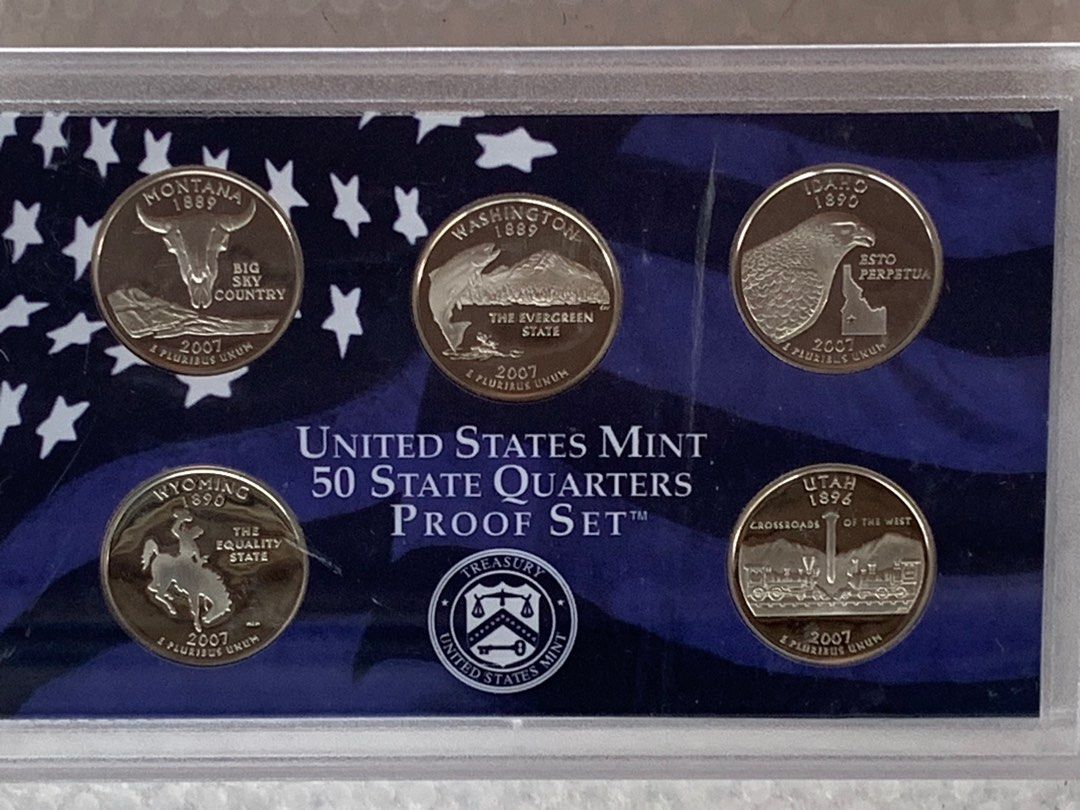 MONTANA
1889
BIG
SKY
COUNTRY
2007
E PLURIBUS UNUM
WASHINGTON
1889
THE EVERGREEN
STATE
2007
E PLURIBUS UNUM
IDAHO
1890
ESTO
PERPETUA
2007
E PLURIBUS UNUM
UNITED STATES MINT
50 STATE QUARTERS
PROOF SET™
WYOMING
1890
THE
EQUALITY
STATE
2007
E PLURIBUS UNUM
TREASURY
UNITED STATES MINT
UTAH
1896
CROSSROADS OF THE WEST
2007
E PLURIBUS UNUM